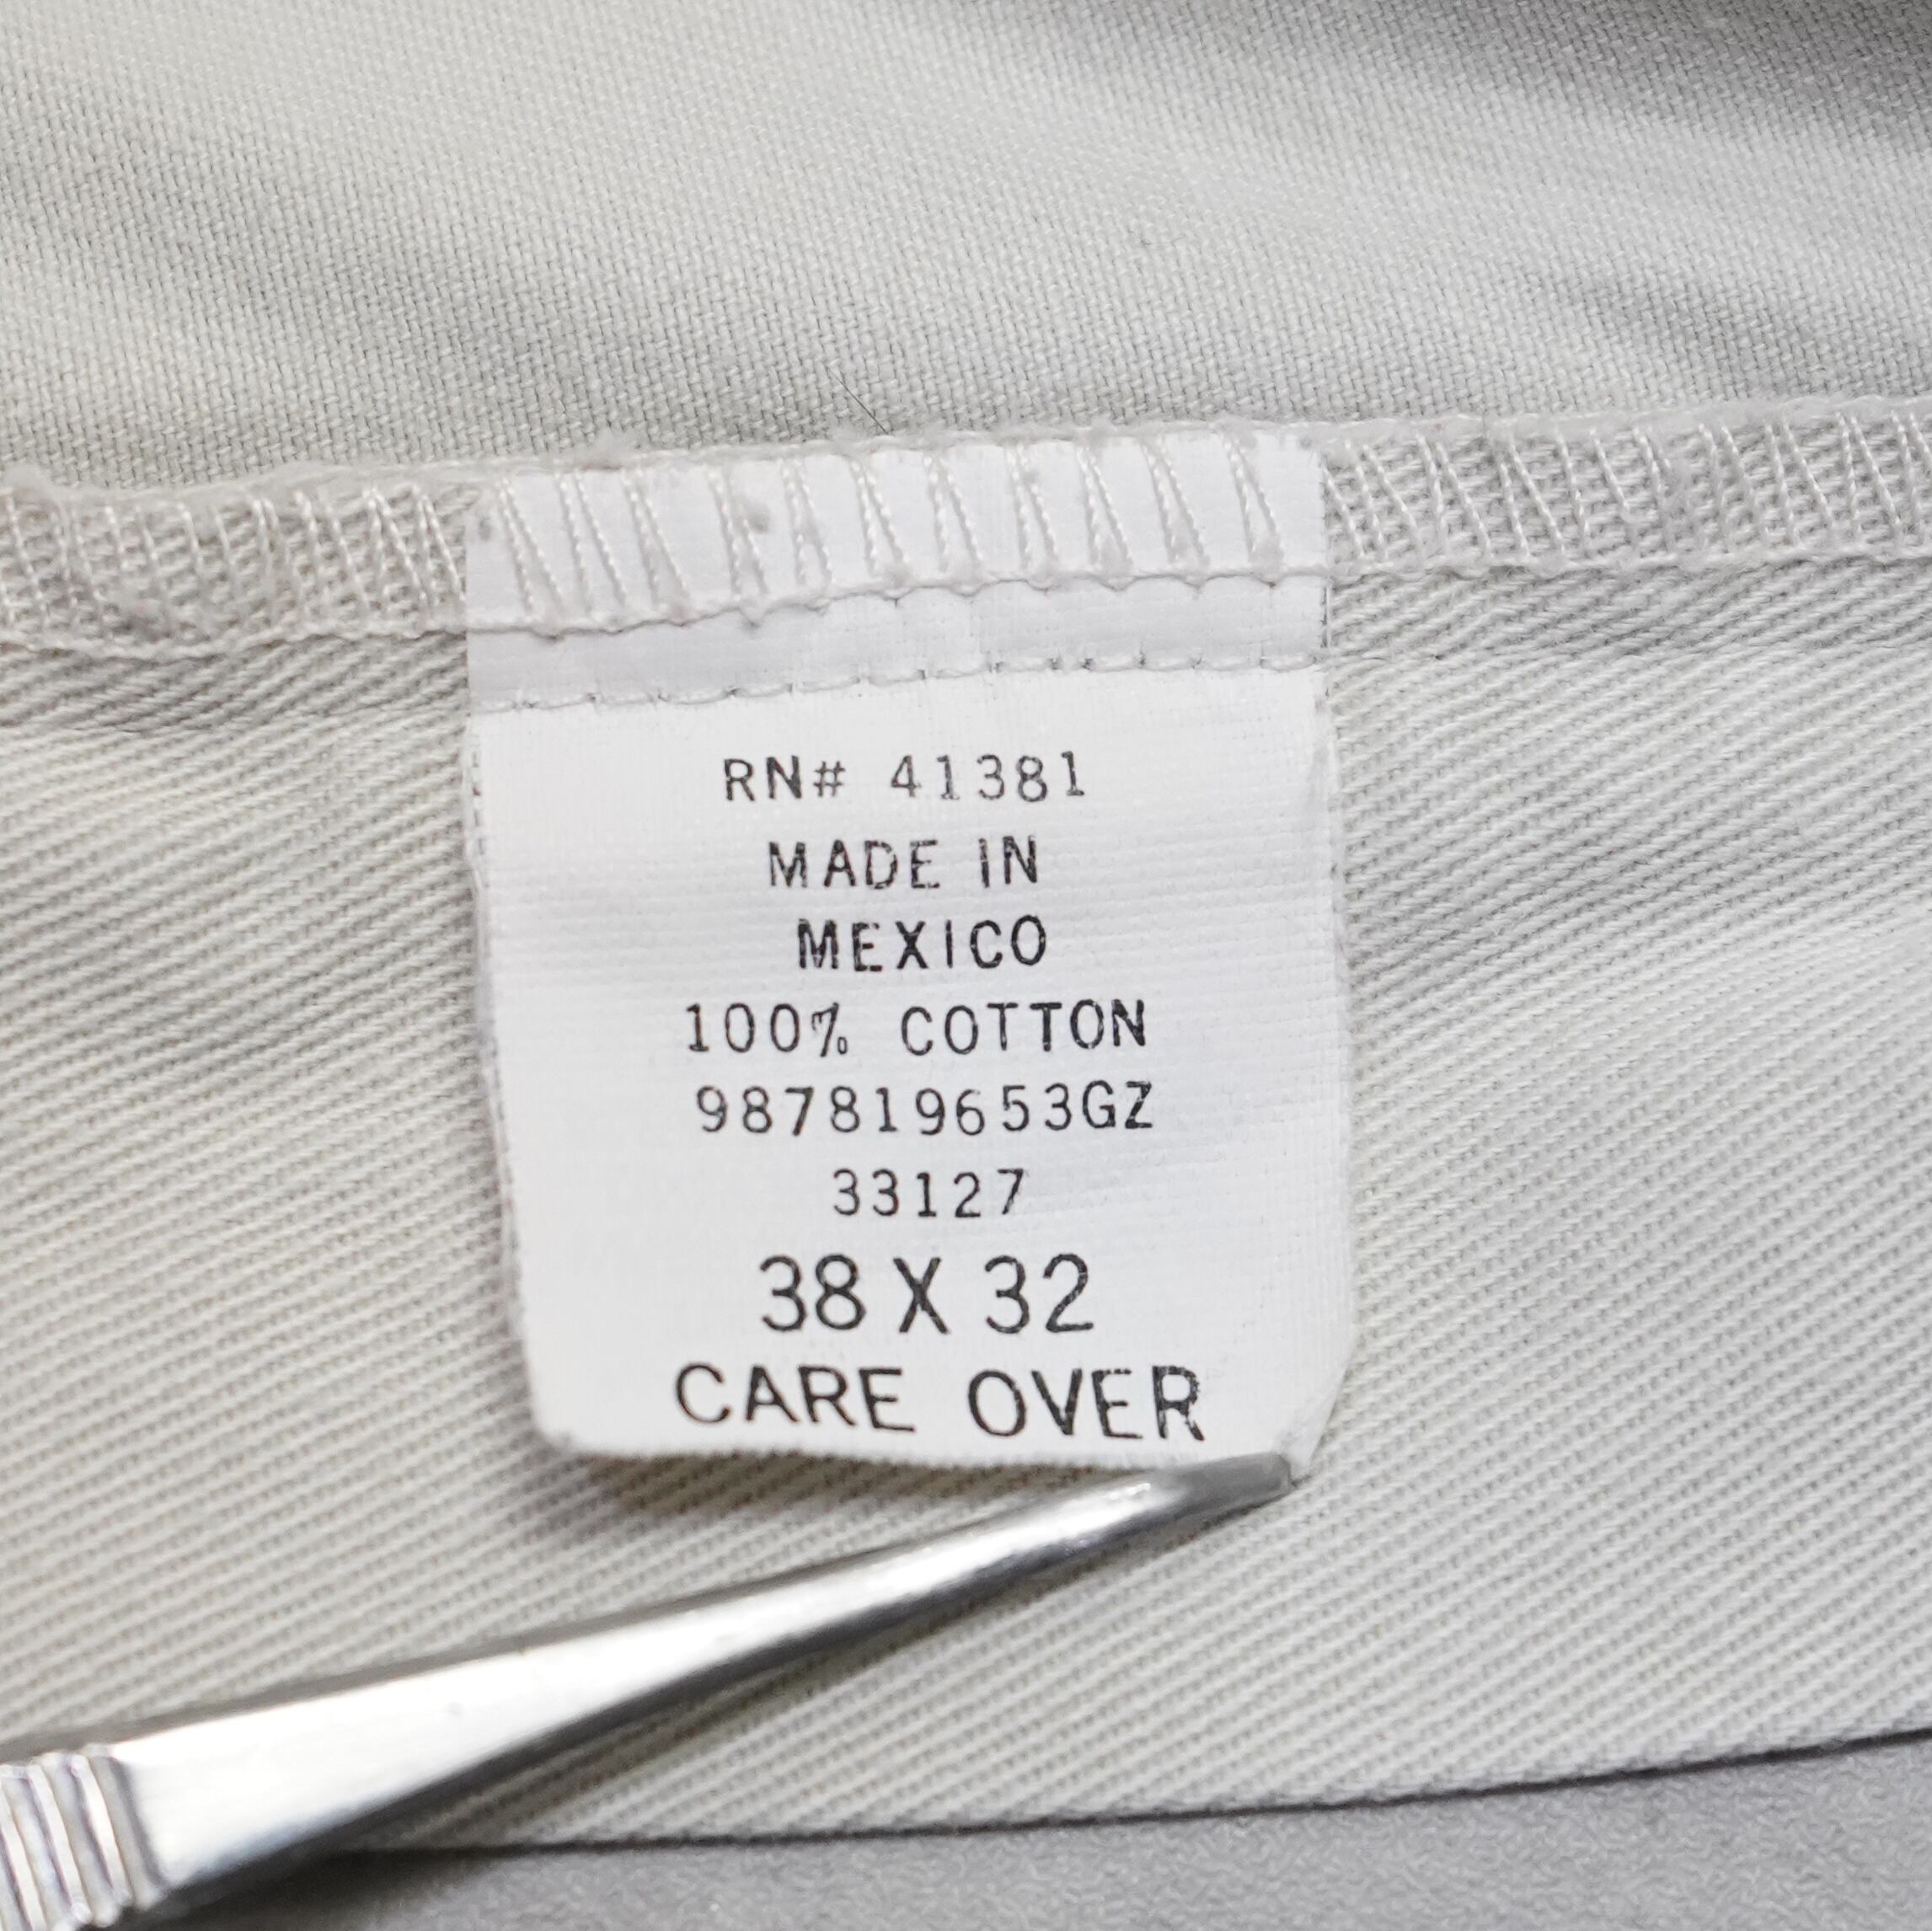 RN# 41381
MADE IN
MEXICO
100% COTTON
987819653GZ
33127
38 X 32
CARE OVER